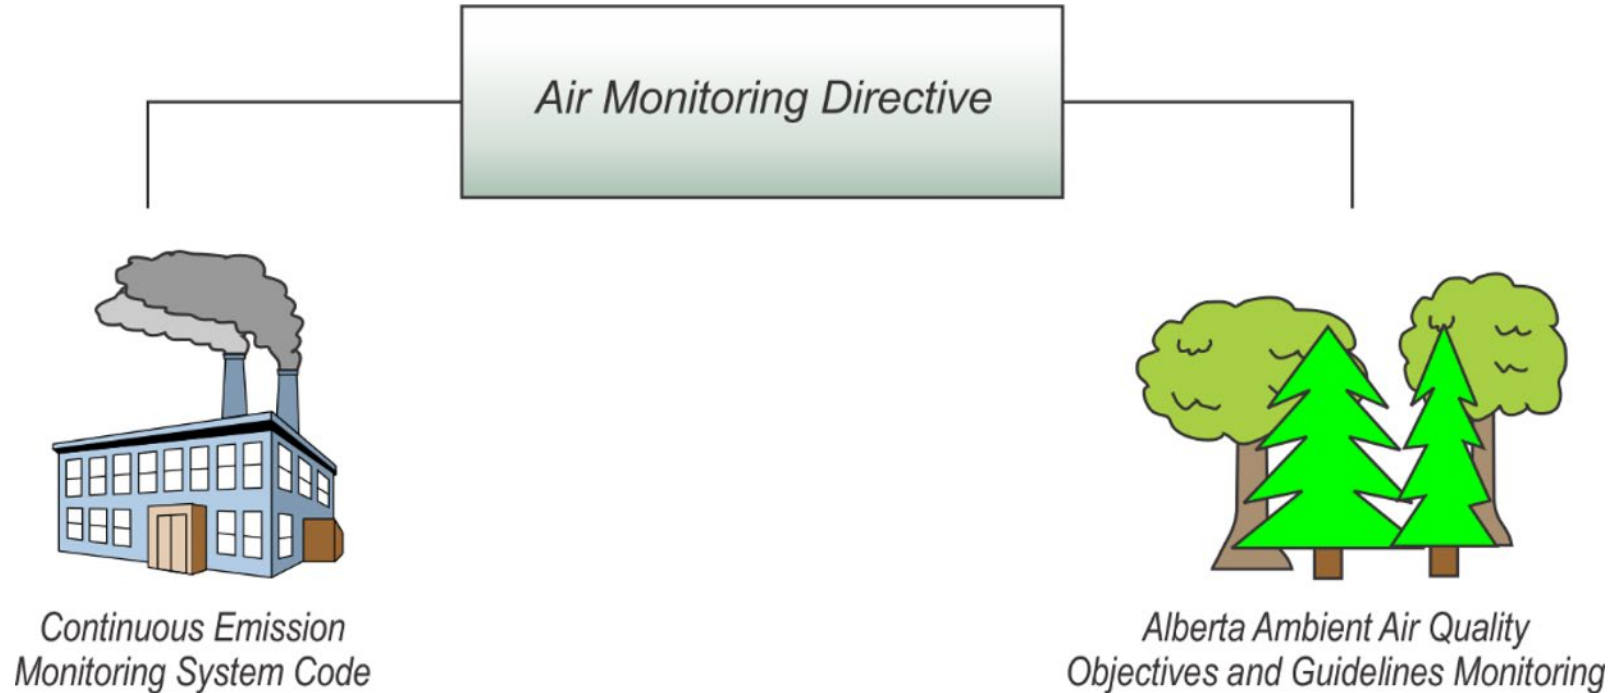 Air Monitoring Directive
Continuous Emission
Monitoring System Code
Alberta Ambient Air Quality
Objectives and Guidelines Monitoring